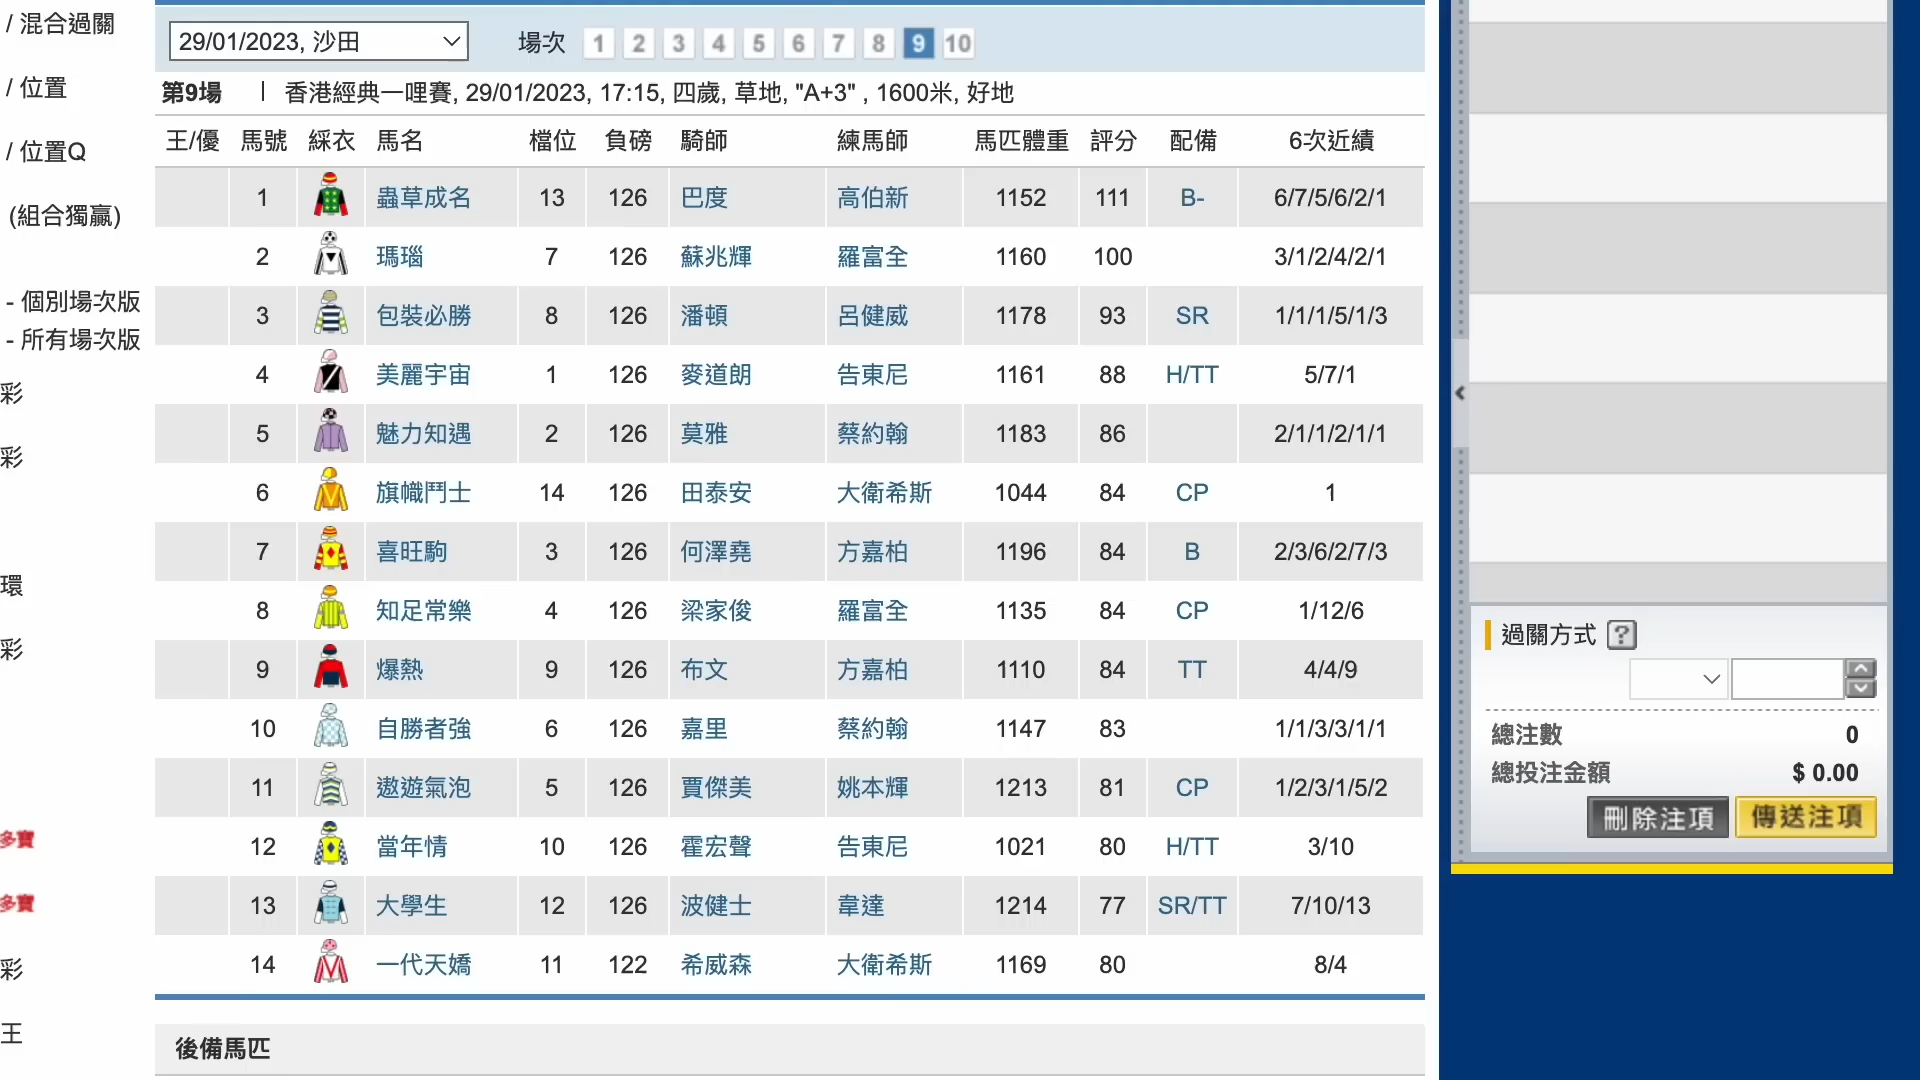 / 混合過關
/ 位置
/ 位置Q
(組合獨贏)
- 個別場次版
- 所有場次版
彩
彩
環
彩
多寶
多寶
彩
王
29/01/2023, 沙田 場次 1 2 3 4 5 6 7 8 9 10
第9場 | 香港經典一哩賽, 29/01/2023, 17:15, 四歲, 草地, "A+3" , 1600米, 好地
王/優 馬號 綵衣 馬名 檔位 負磅 騎師 練馬師 馬匹體重 評分 配備 6次近績
1 蟲草成名 13 126 巴度 高伯新 1152 111 B- 6/7/5/6/2/1
2 瑪瑙 7 126 蘇兆輝 羅富全 1160 100 3/1/2/4/2/1
3 包裝必勝 8 126 潘頓 呂健威 1178 93 SR 1/1/1/5/1/3
4 美麗宇宙 1 126 麥道朗 告東尼 1161 88 H/TT 5/7/1
5 魅力知遇 2 126 莫雅 蔡約翰 1183 86 2/1/1/2/1/1
6 旗幟鬥士 14 126 田泰安 大衛希斯 1044 84 CP 1
7 喜旺駒 3 126 何澤堯 方嘉柏 1196 84 B 2/3/6/2/7/3
8 知足常樂 4 126 梁家俊 羅富全 1135 84 CP 1/12/6
9 爆熱 9 126 布文 方嘉柏 1110 84 TT 4/4/9
10 自勝者強 6 126 嘉里 蔡約翰 1147 83 1/1/3/3/1/1
11 遨遊氣泡 5 126 賈傑美 姚本輝 1213 81 CP 1/2/3/1/5/2
12 當年情 10 126 霍宏聲 告東尼 1021 80 H/TT 3/10
13 大學生 12 126 波健士 韋達 1214 77 SR/TT 7/10/13
14 一代天嬌 11 122 希威森 大衛希斯 1169 80 8/4
後備馬匹
過關方式 ?
總注數 0
總投注金額 $ 0.00
刪除注項 傳送注項